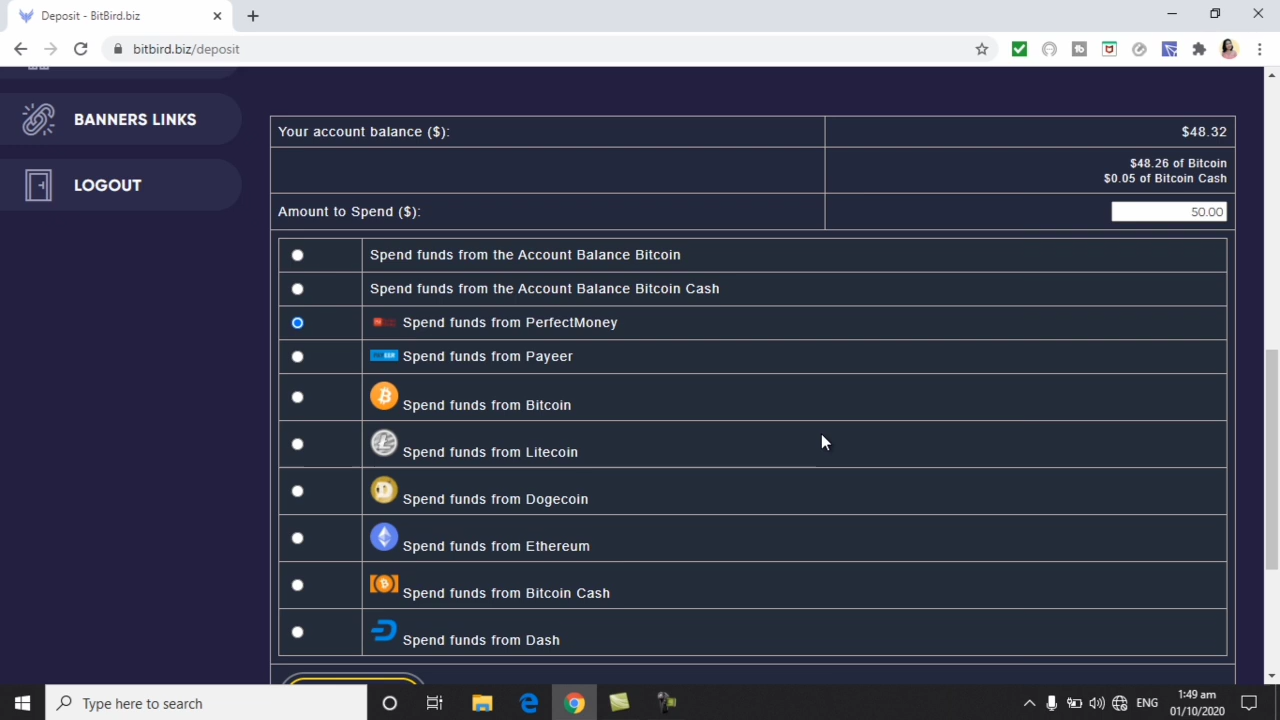 Deposit - BitBird.biz
bitbird.biz/deposit
BANNERS LINKS
LOGOUT
Your account balance ($): $48.32
$48.26 of Bitcoin
$0.05 of Bitcoin Cash
Amount to Spend ($): 50.00
Spend funds from the Account Balance Bitcoin
Spend funds from the Account Balance Bitcoin Cash
Spend funds from PerfectMoney
Spend funds from Payeer
Spend funds from Bitcoin
Spend funds from Litecoin
Spend funds from Dogecoin
Spend funds from Ethereum
Spend funds from Bitcoin Cash
Spend funds from Dash
Type here to search
ENG
1:49 am
01/10/2020